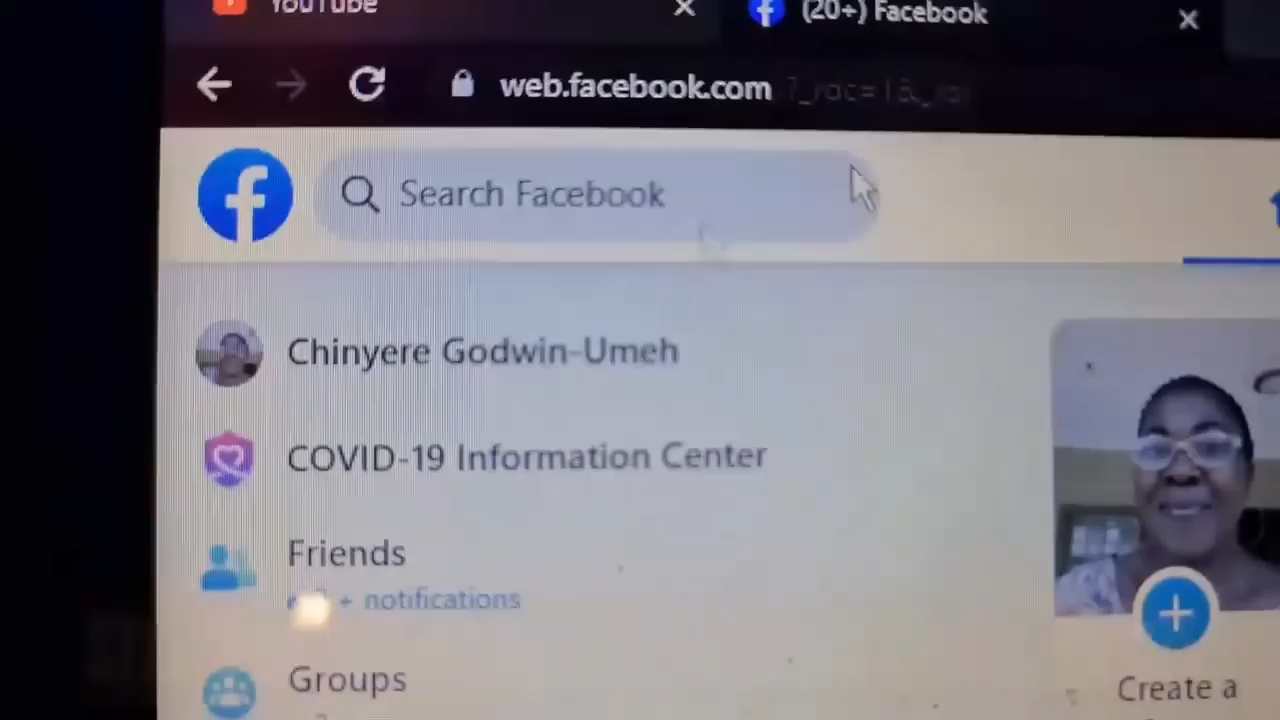 YouTube
(20+) Facebook
web.facebook.com
Search Facebook
Chinyere Godwin-Umeh
COVID-19 Information Center
Friends
+ notifications
Groups
Create a